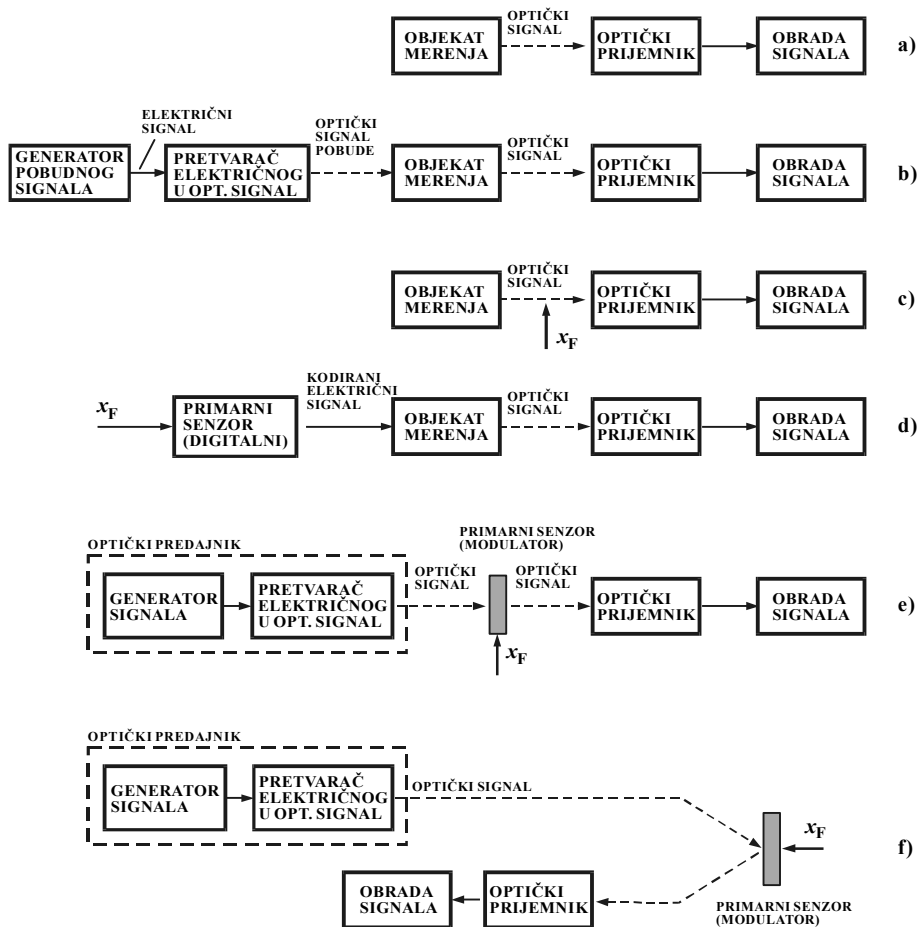 OBJEKAT
MERENJA
OPTIČKI
SIGNAL
OPTIČKI
PRIJEMNIK
OBRADA
SIGNALA
a)
GENERATOR
POBUDNOG
SIGNALA
ELEKTRIČNI
SIGNAL
PRETVARAČ
ELEKTRIČNOG
U OPT. SIGNAL
OPTIČKI
SIGNAL
POBUDE
OBJEKAT
MERENJA
OPTIČKI
SIGNAL
OPTIČKI
PRIJEMNIK
OBRADA
SIGNALA
b)
OBJEKAT
MERENJA
OPTIČKI
SIGNAL
xF
OPTIČKI
PRIJEMNIK
OBRADA
SIGNALA
c)
xF
PRIMARNI
SENZOR
(DIGITALNI)
KODIRANI
ELEKTRIČNI
SIGNAL
OBJEKAT
MERENJA
OPTIČKI
SIGNAL
OPTIČKI
PRIJEMNIK
OBRADA
SIGNALA
d)
OPTIČKI PREDAJNIK
GENERATOR
SIGNALA
PRETVARAČ
ELEKTRIČNOG
U OPT. SIGNAL
OPTIČKI
SIGNAL
PRIMARNI SENZOR
(MODULATOR)
xF
OPTIČKI
SIGNAL
OPTIČKI
PRIJEMNIK
OBRADA
SIGNALA
e)
OPTIČKI PREDAJNIK
GENERATOR
SIGNALA
PRETVARAČ
ELEKTRIČNOG
U OPT. SIGNAL
OPTIČKI SIGNAL
xF
f)
OBRADA
SIGNALA
OPTIČKI
PRIJEMNIK
PRIMARNI SENZOR
(MODULATOR)